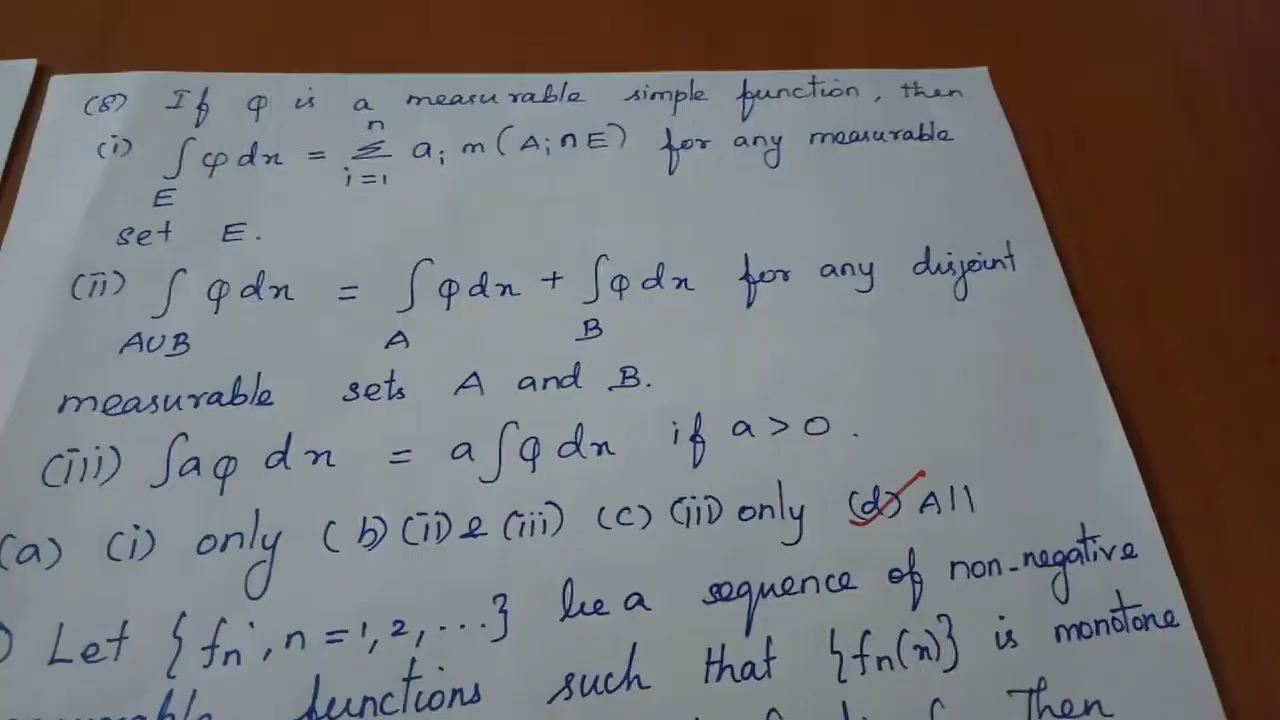 (8) If φ is a measurable simple function, then
(i) ∫_E φ dx = Σ_{i=1}^{n} a_i m(A_i ∩ E) for any measurable
set E.
(ii) ∫_{A∪B} φ dx = ∫_A φ dx + ∫_B φ dx for any disjoint
measurable sets A and B.
(iii) ∫aφ dx = a∫φ dx if a > 0.
(a) (i) only (b) (ii) & (iii) (c) (iii) only (d) All
) Let {fn, n = 1, 2, ...} be a sequence of non-negative
functions such that {fn(x)} is monotone
Then